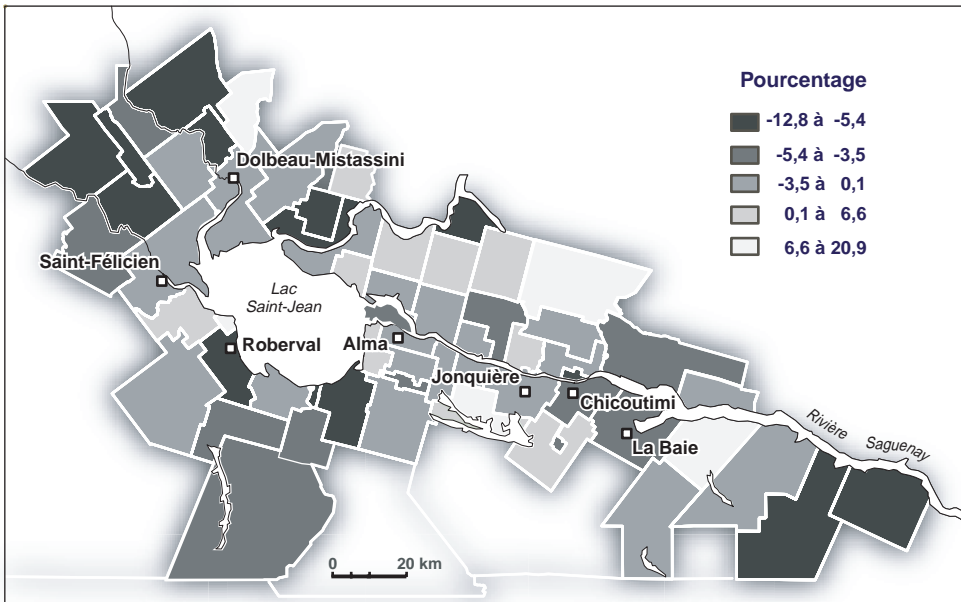 Pourcentage
-12,8 à -5,4
-5,4 à -3,5
-3,5 à 0,1
0,1 à 6,6
6,6 à 20,9
Dolbeau-Mistassini
Saint-Félicien
Lac
Saint-Jean
Roberval
Alma
Jonquière
Chicoutimi
La Baie
Rivière
Saguenay
0 20 km